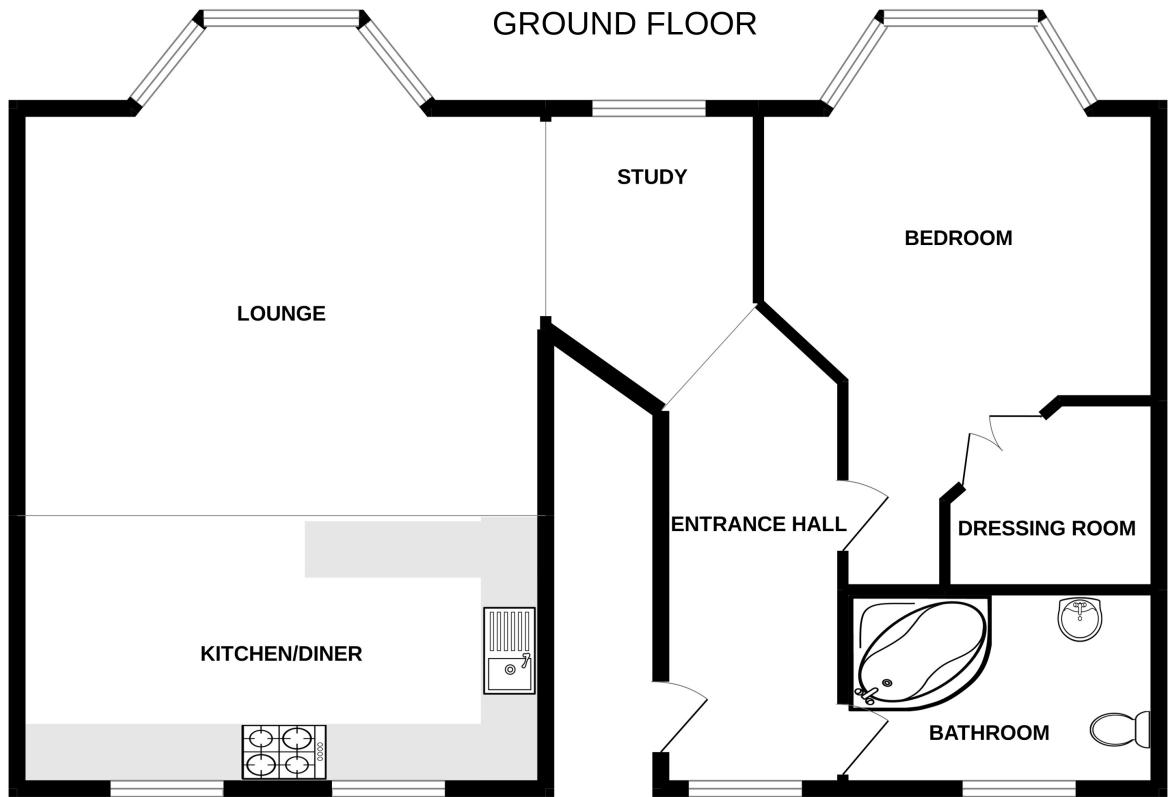 GROUND FLOOR
STUDY
BEDROOM
LOUNGE
ENTRANCE HALL
DRESSING ROOM
KITCHEN/DINER
BATHROOM